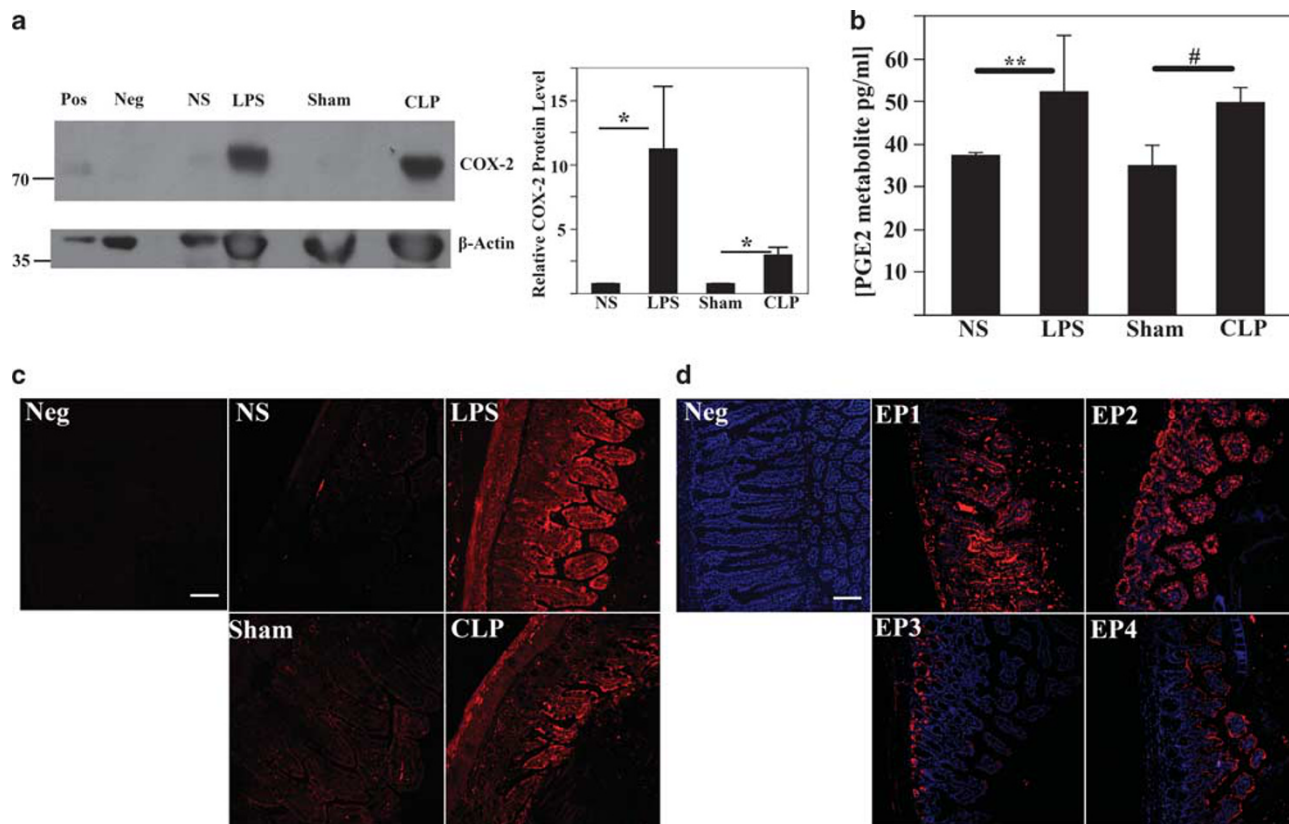 a
Pos Neg NS LPS Sham CLP
COX-2
70
β-Actin
35
Relative COX-2 Protein Level
15
10
5
*
*
NS LPS Sham CLP
b
[PGE2 metabolite pg/ml]
60
50
40
30
20
10
**
#
NS LPS Sham CLP
c
Neg
NS
LPS
Sham
CLP
d
Neg
EP1
EP2
EP3
EP4